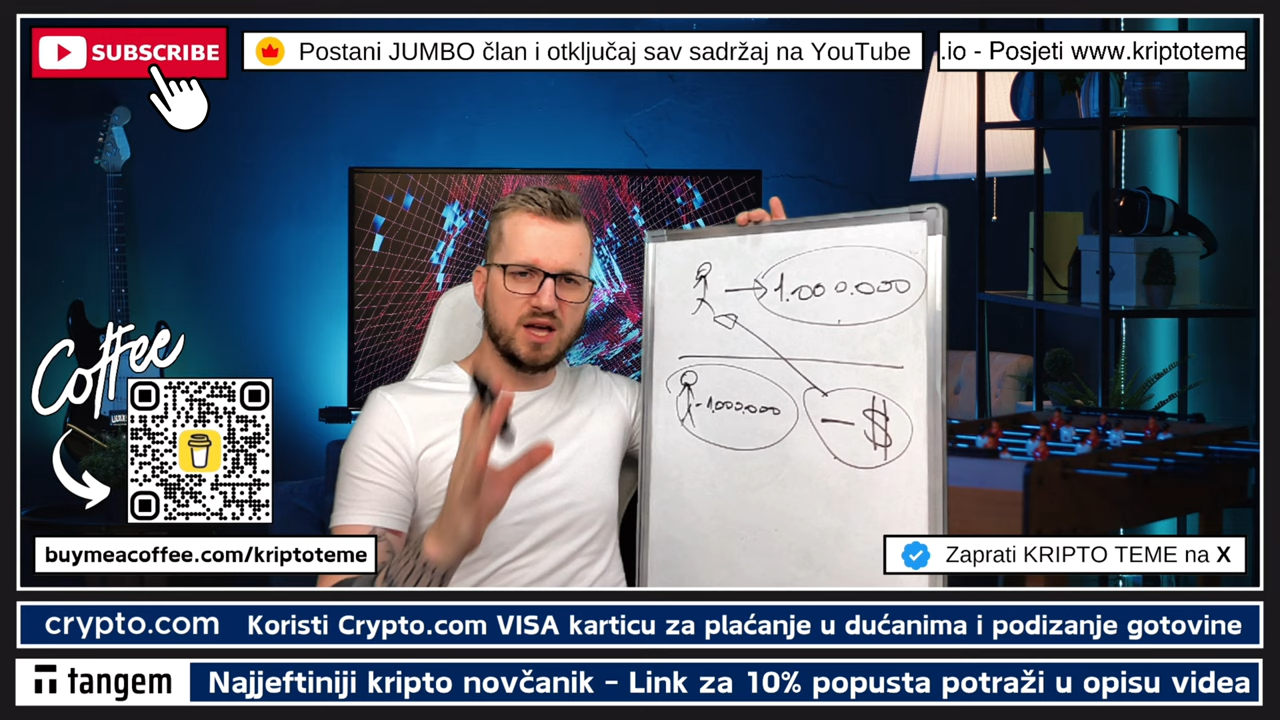 SUBSCRIBE
Postani JUMBO član i otključaj sav sadržaj na YouTube
.io - Posjeti www.kriptoteme
1.000.000
-1.000.000
- $
Coffee
buymeacoffee.com/kriptoteme
Zaprati KRIPTO TEME na X
crypto.com
Koristi Crypto.com VISA karticu za plaćanje u dućanima i podizanje gotovine
tangem
Najjeftiniji kripto novčanik – Link za 10% popusta potraži u opisu videa